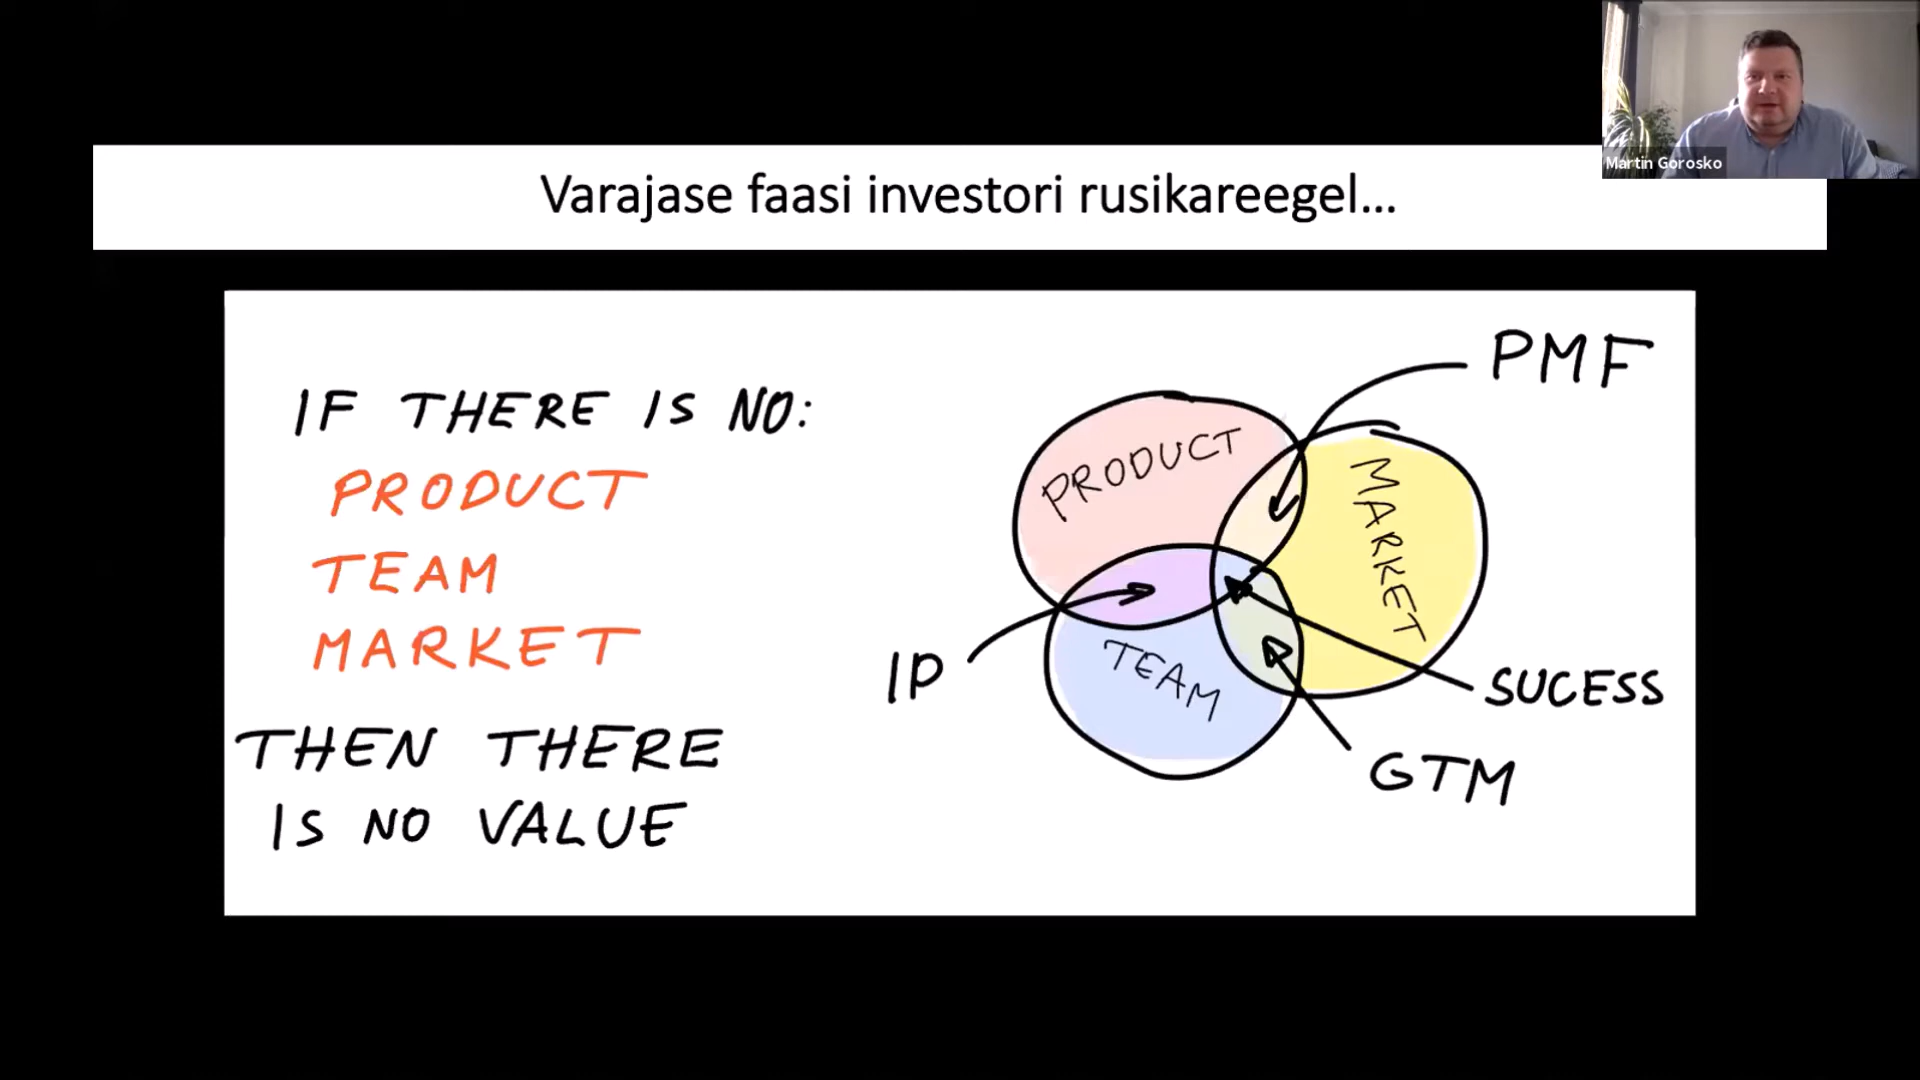 Martin Gorosko
Varajase faasi investori rusikareegel...
IF THERE IS NO:
PRODUCT
TEAM
MARKET
THEN THERE
IS NO VALUE
PMF
PRODUCT
MARKET
IP
TEAM
SUCESS
GTM